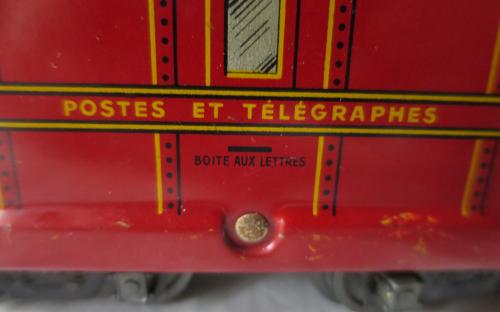 POSTES ET TÉLÉGRAPHES
BOITE AUX LETTRES